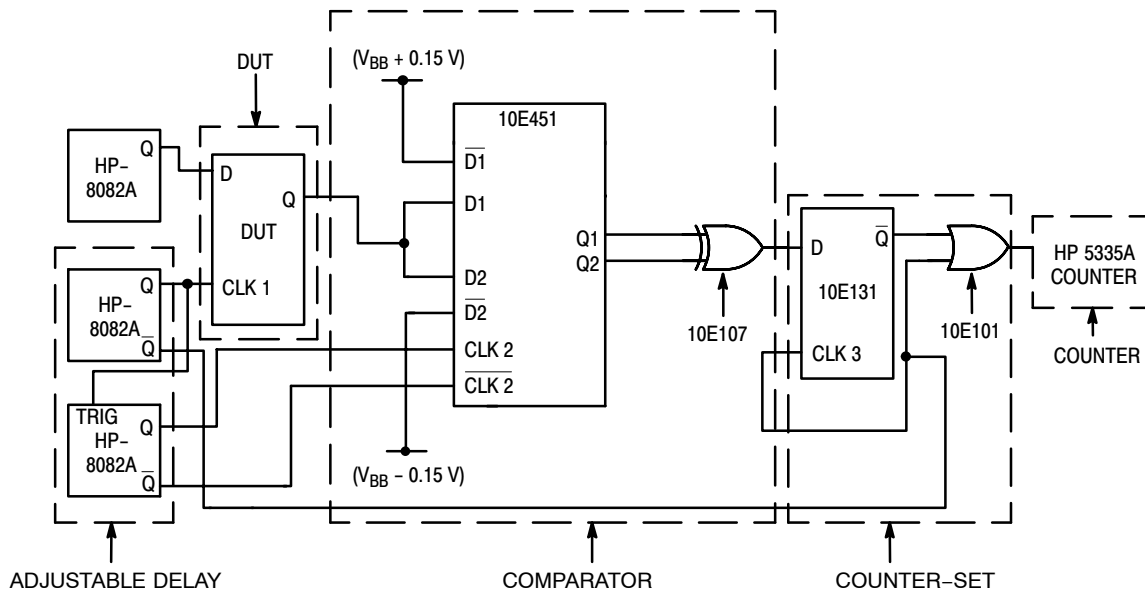 DUT
(VBB + 0.15 V)
HP–
8082A
Q
D
Q
DUT
CLK 1
HP–
8082A
Q
Q̅
TRIG
HP–
8082A
Q
Q̅
10E451
D̅1̅
D1
D2
D̅2̅
CLK 2
C̅L̅K̅ ̅2̅
Q1
Q2
(VBB – 0.15 V)
10E107
D
Q̅
10E131
CLK 3
10E101
HP 5335A
COUNTER
COUNTER
ADJUSTABLE DELAY
COMPARATOR
COUNTER–SET